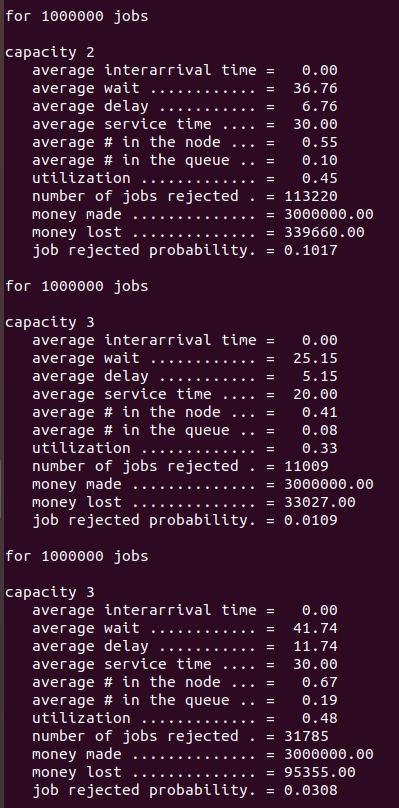 for 1000000 jobs
capacity 2
average interarrival time =   0.00
average wait ............ =  36.76
average delay ........... =   6.76
average service time .... =  30.00
average # in the node ... =   0.55
average # in the queue .. =   0.10
utilization ............. =   0.45
number of jobs rejected . = 113220
money made .............. = 3000000.00
money lost .............. = 339660.00
job rejected probability. = 0.1017
for 1000000 jobs
capacity 3
average interarrival time =   0.00
average wait ............ =  25.15
average delay ........... =   5.15
average service time .... =  20.00
average # in the node ... =   0.41
average # in the queue .. =   0.08
utilization ............. =   0.33
number of jobs rejected . = 11009
money made .............. = 3000000.00
money lost .............. = 33027.00
job rejected probability. = 0.0109
for 1000000 jobs
capacity 3
average interarrival time =   0.00
average wait ............ =  41.74
average delay ........... =  11.74
average service time .... =  30.00
average # in the node ... =   0.67
average # in the queue .. =   0.19
utilization ............. =   0.48
number of jobs rejected . = 31785
money made .............. = 3000000.00
money lost .............. = 95355.00
job rejected probability. = 0.0308